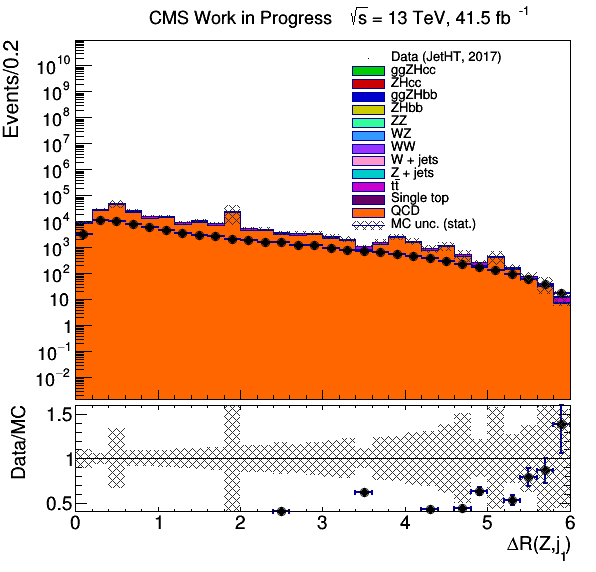 CMS Work in Progress √s = 13 TeV, 41.5 fb⁻¹
Events/0.2
10¹⁰
10⁹
10⁸
10⁷
10⁶
10⁵
10⁴
10³
10²
10
1
10⁻¹
10⁻²
Data (JetHT, 2017)
ggZHcc
ZHcc
ggZHbb
ZHbb
ZZ
WZ
WW
W + jets
Z + jets
tt̄
Single top
QCD
MC unc. (stat.)
Data/MC
1.5
1
0.5
0 1 2 3 4 5 6
ΔR(Z,j₁)